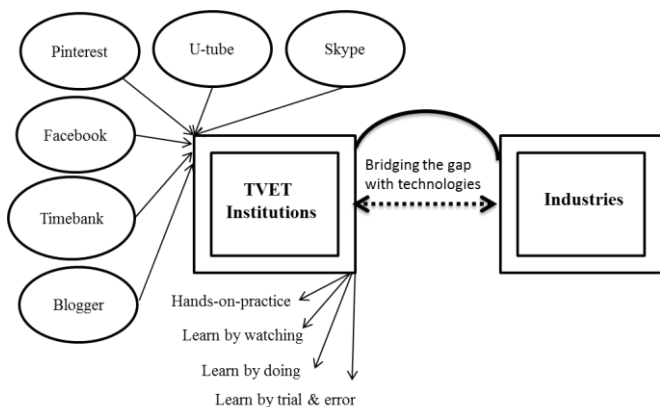 Pinterest
U-tube
Skype
Facebook
Timebank
Blogger
TVET
Institutions
Bridging the gap
with technologies
Industries
Hands-on-practice
Learn by watching
Learn by doing
Learn by trial & error